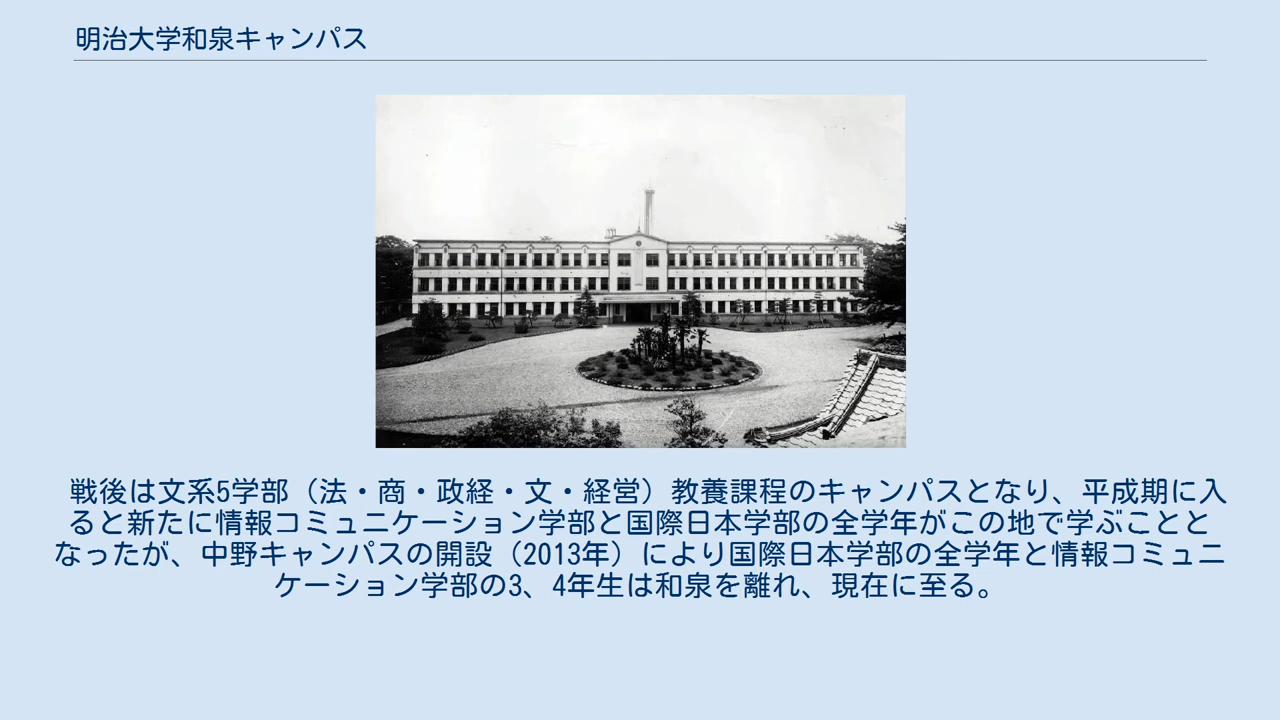 明治大学和泉キャンパス
戦後は文系5学部（法・商・政経・文・経営）教養課程のキャンパスとなり、平成期に入
ると新たに情報コミュニケーション学部と国際日本学部の全学年がこの地で学ぶことと
なったが、中野キャンパスの開設（2013年）により国際日本学部の全学年と情報コミュニ
ケーション学部の3、4年生は和泉を離れ、現在に至る。